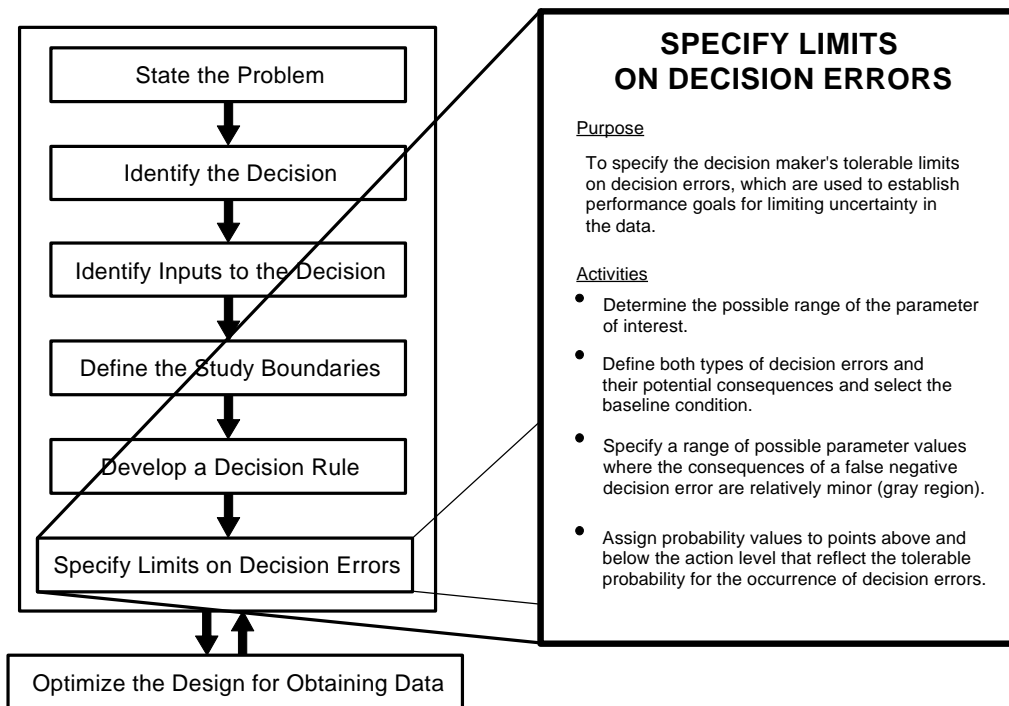 State the Problem
Identify the Decision
Identify Inputs to the Decision
Define the Study Boundaries
Develop a Decision Rule
Specify Limits on Decision Errors
Optimize the Design for Obtaining Data
SPECIFY LIMITS
ON DECISION ERRORS
Purpose
To specify the decision maker's tolerable limits
on decision errors, which are used to establish
performance goals for limiting uncertainty in
the data.
Activities
• Determine the possible range of the parameter
of interest.
• Define both types of decision errors and
their potential consequences and select the
baseline condition.
• Specify a range of possible parameter values
where the consequences of a false negative
decision error are relatively minor (gray region).
• Assign probability values to points above and
below the action level that reflect the tolerable
probability for the occurrence of decision errors.